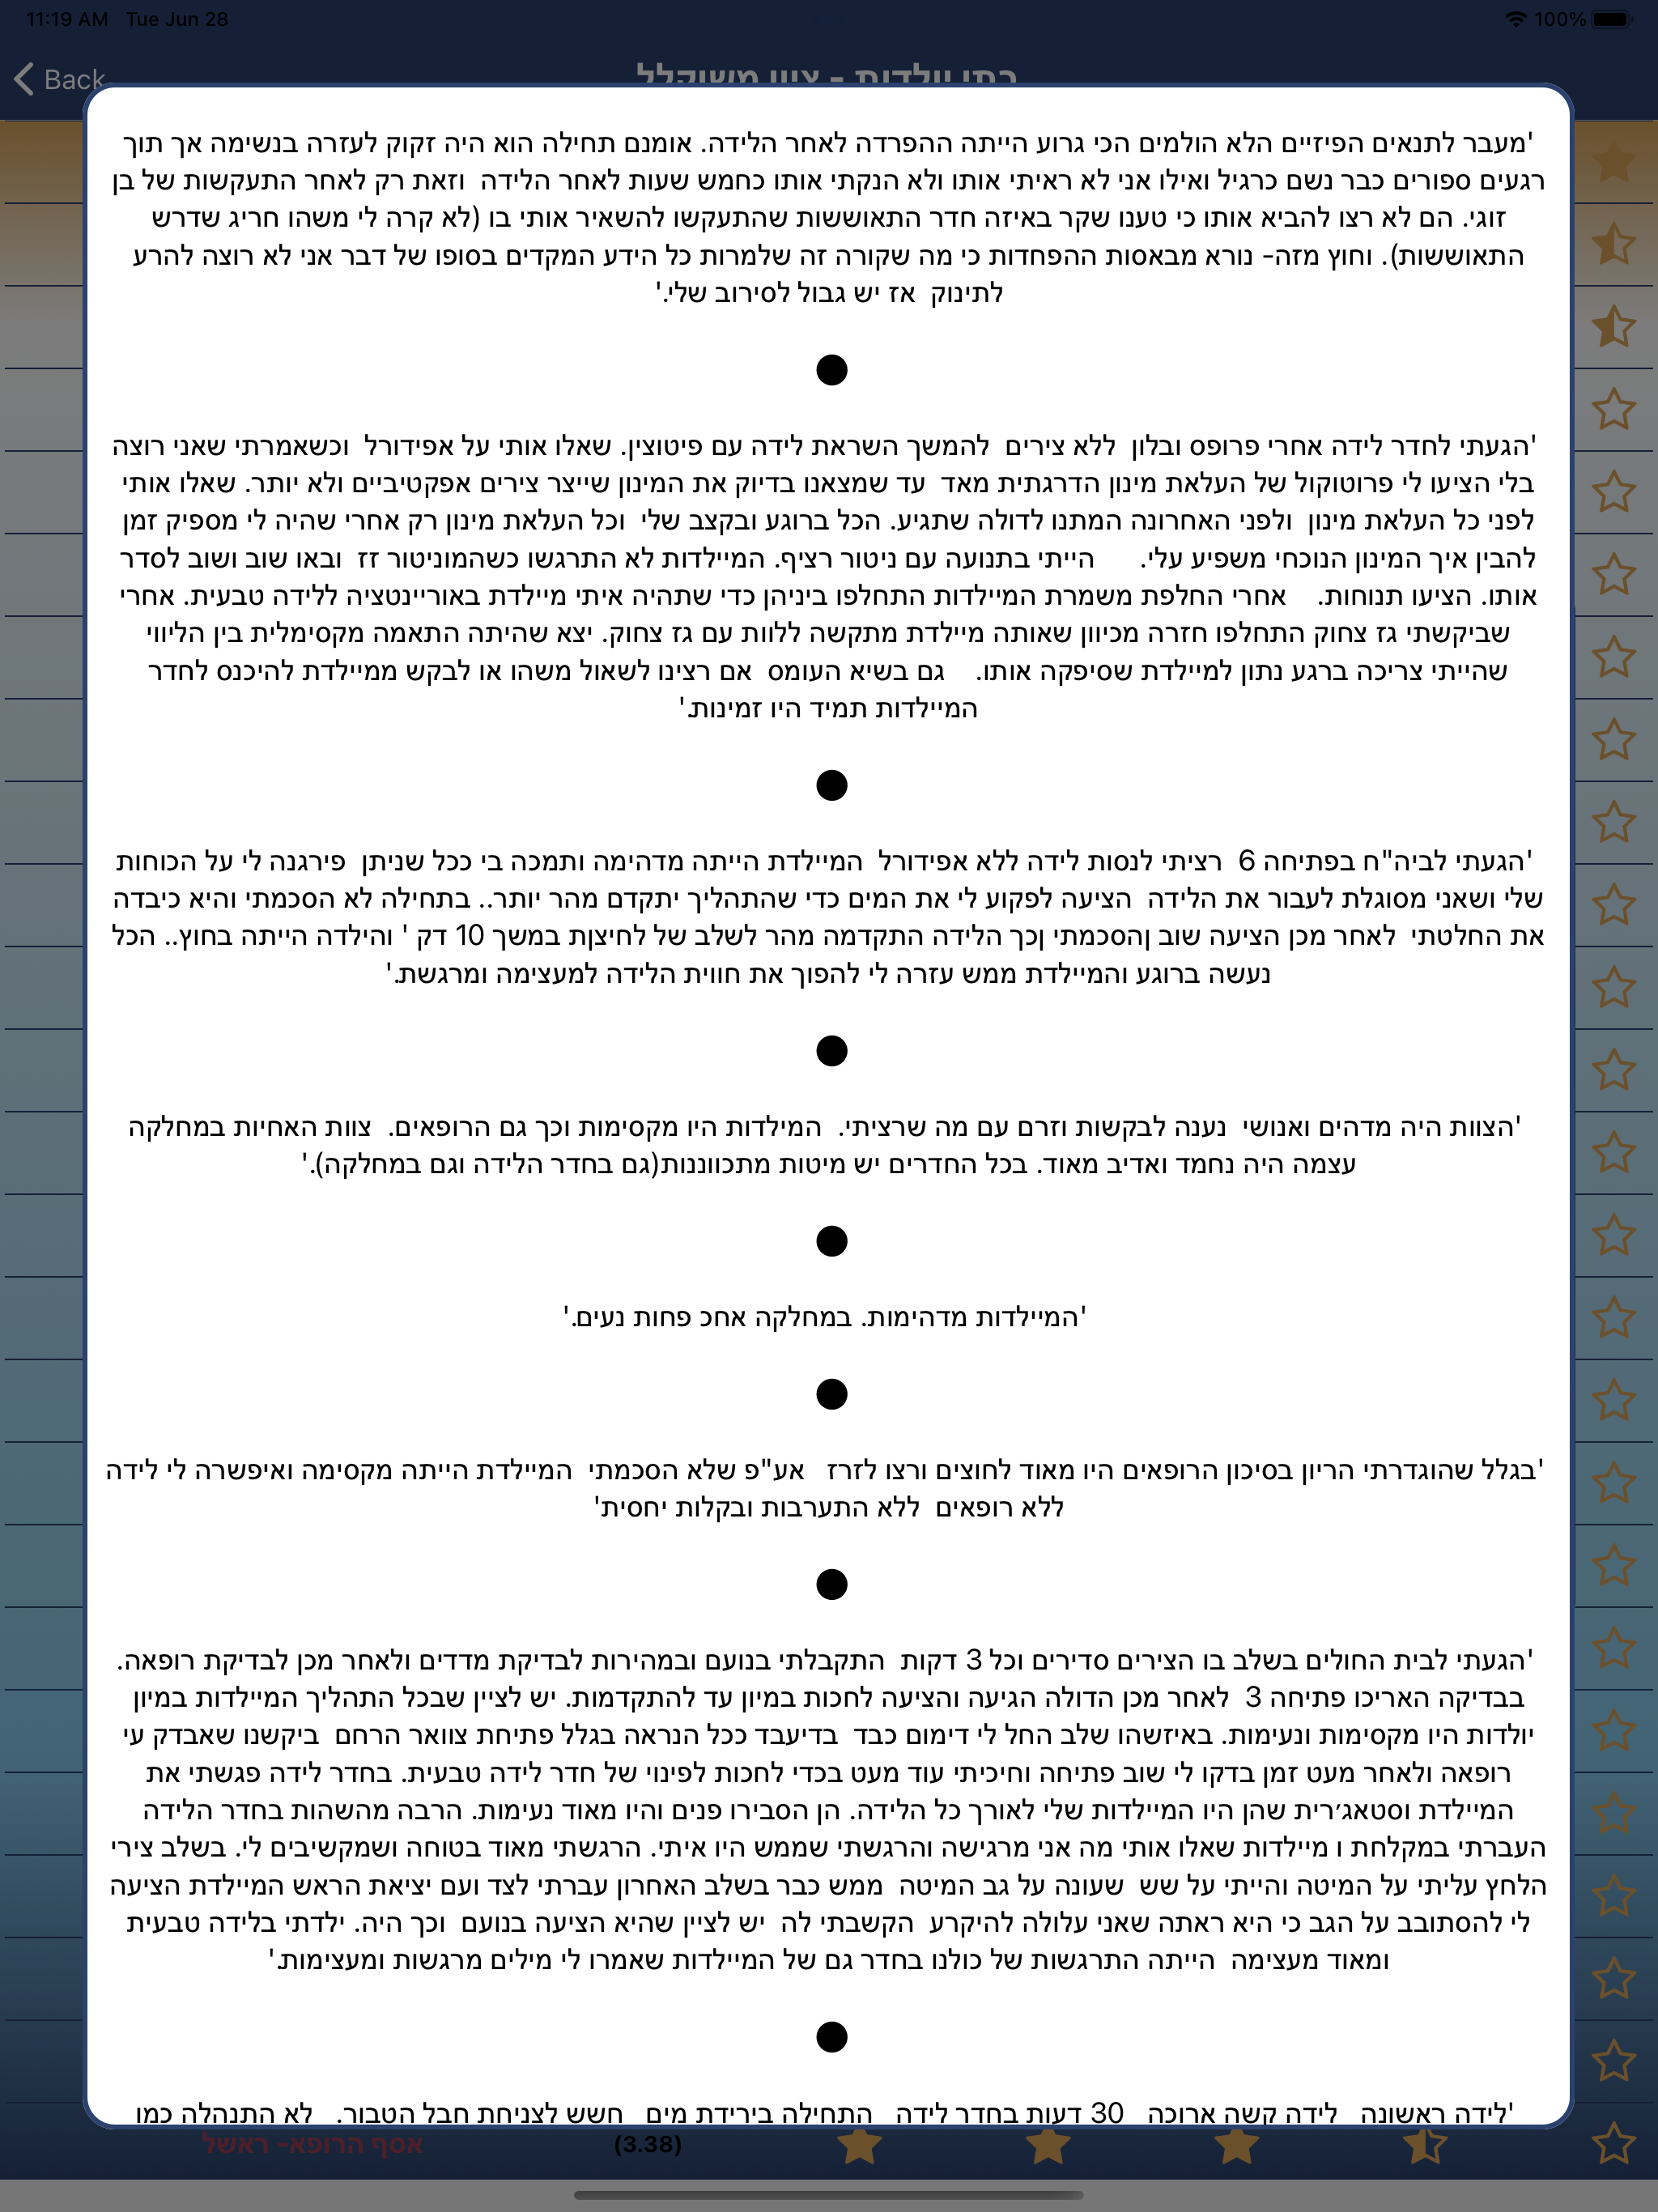 11:19 AM Tue Jun 28 100%
Back
'מעבר לתנאים הפיזיים הלא הולמים הכי גרוע הייתה ההפרדה לאחר הלידה. אומנם תחילה הוא היה זקוק לעזרה בנשימה אך תוך
רגעים ספורים כבר נשם כרגיל ואילו אני לא ראיתי אותו ולא הנקתי אותו כחמש שעות לאחר הלידה וזאת רק לאחר התעקשות של בן
זוגי. הם לא רצו להביא אותו כי טענו שקר באיזה חדר התאוששות שהתעקשו להשאיר אותי בו (לא קרה לי משהו חריג שדרש
התאוששות). וחוץ מזה- נורא מבאסות ההפחדות כי מה שקורה זה שלמרות כל הידע המקדים בסופו של דבר אני לא רוצה להרע
לתינוק אז יש גבול לסירוב שלי.'
●
'הגעתי לחדר לידה אחרי פרופס ובלון ללא צירים להמשך השראת לידה עם פיטוצין. שאלו אותי על אפידורל וכשאמרתי שאני רוצה
בלי הציעו לי פרוטוקול של העלאת מינון הדרגתית מאד עד שמצאנו בדיוק את המינון שייצר צירים אפקטיביים ולא יותר. שאלו אותי
לפני כל העלאת מינון ולפני האחרונה המתנו לדולה שתגיע. הכל ברוגע ובקצב שלי וכל העלאת מינון רק אחרי שהיה לי מספיק זמן
להבין איך המינון הנוכחי משפיע עלי. הייתי בתנועה עם ניטור רציף. המיילדות לא התרגשו כשהמוניטור זז ובאו שוב ושוב לסדר
אותו. הציעו תנוחות. אחרי החלפת משמרת המיילדות התחלפו ביניהן כדי שתהיה איתי מיילדת באוריינטציה ללידה טבעית. אחרי
שביקשתי גז צחוק התחלפו חזרה מכיוון שאותה מיילדת מתקשה ללוות עם גז צחוק. יצא שהיתה התאמה מקסימלית בין הליווי
שהייתי צריכה ברגע נתון למיילדת שסיפקה אותו. גם בשיא העומס אם רצינו לשאול משהו או לבקש ממיילדת להיכנס לחדר
המיילדות תמיד היו זמינות.'
●
'הגעתי לביה"ח בפתיחה 6 רציתי לנסות לידה ללא אפידורל המיילדת הייתה מדהימה ותמכה בי ככל שניתן פירגנה לי על הכוחות
שלי ושאני מסוגלת לעבור את הלידה הציעה לפקוע לי את המים כדי שהתהליך יתקדם מהר יותר.. בתחילה לא הסכמתי והיא כיבדה
את החלטתי לאחר מכן הציעה שוב והסכמתי וכך הלידה התקדמה מהר לשלב של לחיצות במשך 10 דק ' והילדה הייתה בחוץ.. הכל
נעשה ברוגע והמיילדת ממש עזרה לי להפוך את חווית הלידה למעצימה ומרגשת.'
●
'הצוות היה מדהים ואנושי נענה לבקשות וזרם עם מה שרציתי. המילדות היו מקסימות וכך גם הרופאים. צוות האחיות במחלקה
עצמה היה נחמד ואדיב מאוד. בכל החדרים יש מיטות מתכווננות(גם בחדר הלידה וגם במחלקה).'
●
'המיילדות מדהימות. במחלקה אחכ פחות נעים.'
●
'בגלל שהוגדרתי הריון בסיכון הרופאים היו מאוד לחוצים ורצו לזרז אע"פ שלא הסכמתי המיילדת הייתה מקסימה ואיפשרה לי לידה
ללא רופאים ללא התערבות ובקלות יחסית'
●
'הגעתי לבית החולים בשלב בו הצירים סדירים וכל 3 דקות התקבלתי בנועם ובמהירות לבדיקת מדדים ולאחר מכן לבדיקת רופאה.
בבדיקה האריכו פתיחה 3 לאחר מכן הדולה הגיעה והציעה לחכות במיון עד להתקדמות. יש לציין שבכל התהליך המיילדות במיון
יולדות היו מקסימות ונעימות. באיזשהו שלב החל לי דימום כבד בדיעבד ככל הנראה בגלל פתיחת צוואר הרחם ביקשנו שאבדק עי
רופאה ולאחר מעט זמן בדקו לי שוב פתיחה וחיכיתי עוד מעט בכדי לחכות לפינוי של חדר לידה טבעית. בחדר לידה פגשתי את
המיילדת וסטאג׳רית שהן היו המיילדות שלי לאורך כל הלידה. הן הסבירו פנים והיו מאוד נעימות. הרבה מהשהות בחדר הלידה
העברתי במקלחת ו מיילדות שאלו אותי מה אני מרגישה והרגשתי שממש היו איתי. הרגשתי מאוד בטוחה ושמקשיבים לי. בשלב צירי
הלחץ עליתי על המיטה והייתי על שש שעונה על גב המיטה ממש כבר בשלב האחרון עברתי לצד ועם יציאת הראש המיילדת הציעה
לי להסתובב על הגב כי היא ראתה שאני עלולה להיקרע הקשבתי לה יש לציין שהיא הציעה בנועם וכך היה. ילדתי בלידה טבעית
ומאוד מעצימה הייתה התרגשות של כולנו בחדר גם של המיילדות שאמרו לי מילים מרגשות ומעצימות.'
●
'לידה ראשונה לידה קשה ארוכה 30 דעות בחדר לידה התחילה בירידת מים חשש לצניחת חבל הטבור. לא התנהלה כמו
אסף הרופא- ראשל (3.38)